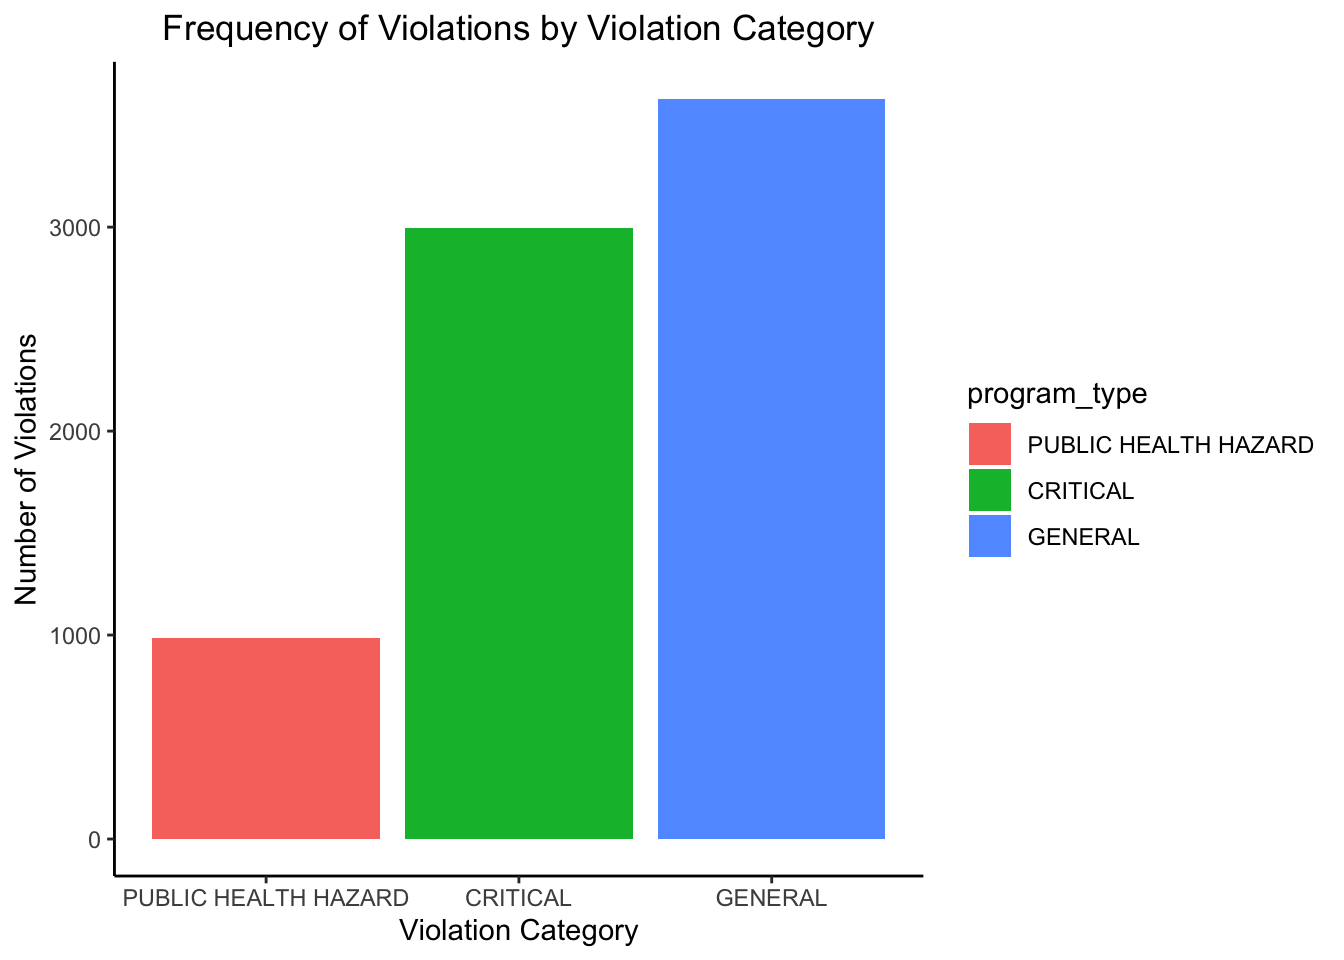 Frequency of Violations by Violation Category
Number of Violations
3000
2000
1000
0
PUBLIC HEALTH HAZARD CRITICAL GENERAL
Violation Category
program_type
PUBLIC HEALTH HAZARD
CRITICAL
GENERAL